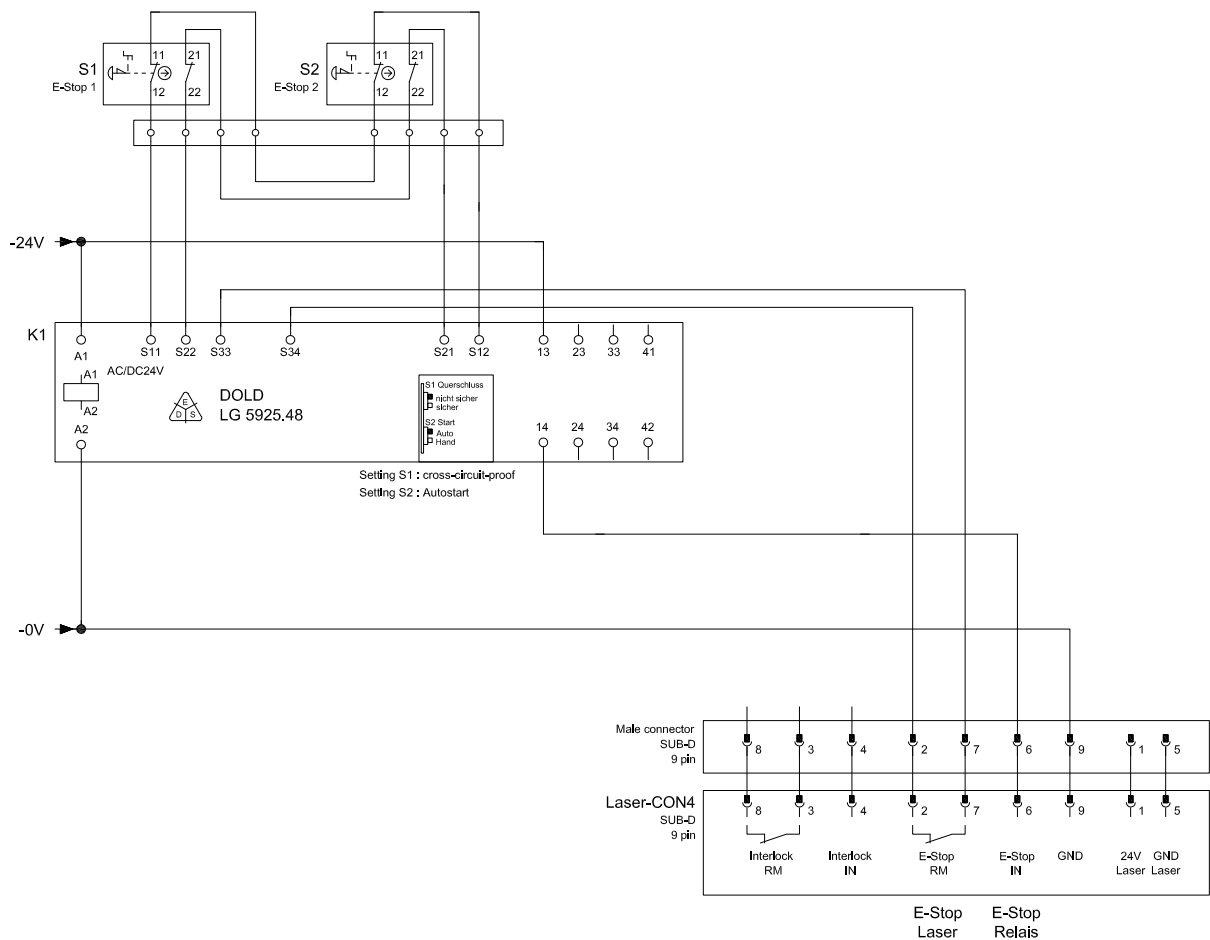 11 21
S1
E-Stop 1
12 22
11 21
S2
E-Stop 2
12 22
-24V
K1
A1 S11 S22 S33 S34 S21 S12 13 23 33 41
AC/DC24V
A1
A2
A2
E
D S
DOLD
LG 5925.48
S1 Querschluss
nicht sicher
sicher
S2 Start
Auto
Hand
14 24 34 42
Setting S1 : cross-circuit-proof
Setting S2 : Autostart
-0V
Male connector
SUB-D
9 pin
8 3 4 2 7 6 9 1 5
Laser-CON4
SUB-D
9 pin
8 3 4 2 7 6 9 1 5
Interlock RM
Interlock IN
E-Stop RM
E-Stop IN
GND
24V Laser
GND Laser
E-Stop Laser
E-Stop Relais